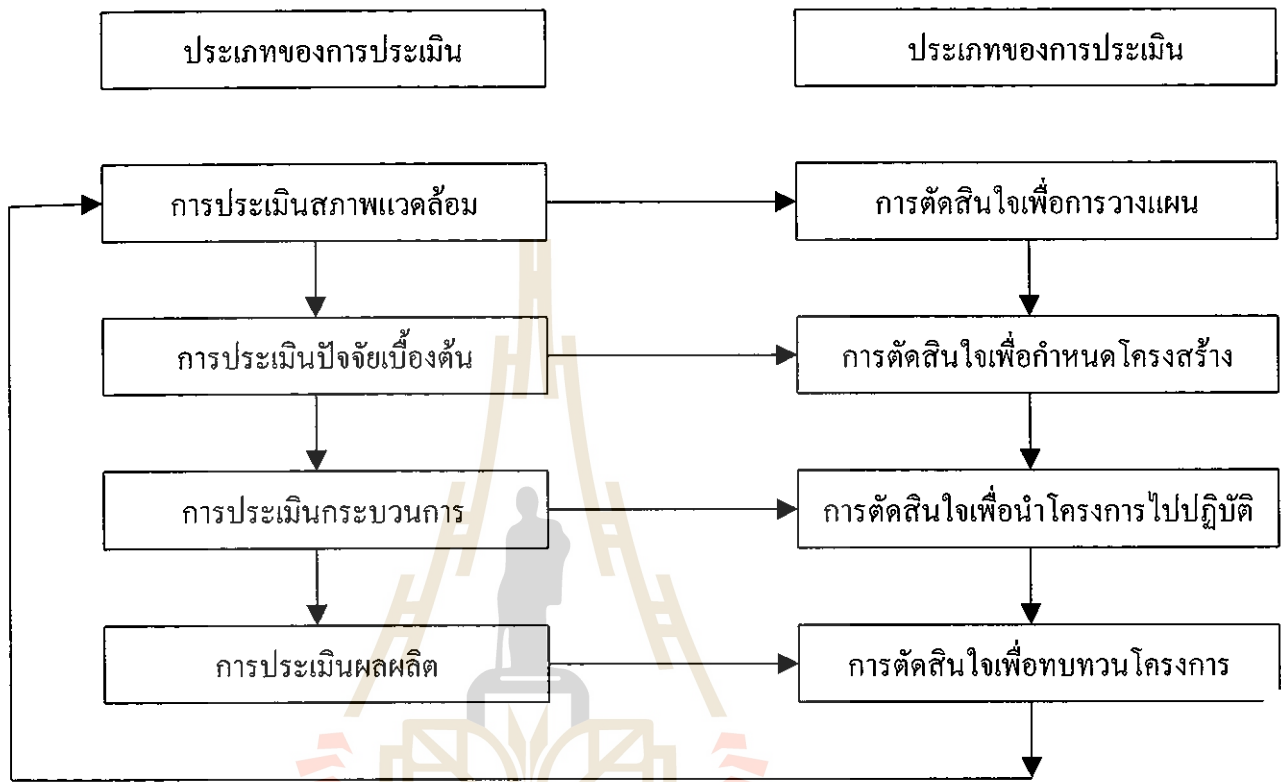 ประเภทของการประเมิน
ประเภทของการประเมิน
การประเมินสภาพแวดล้อม
การตัดสินใจเพื่อการวางแผน
การประเมินปัจจัยเบื้องต้น
การตัดสินใจเพื่อกำหนดโครงสร้าง
การประเมินกระบวนการ
การตัดสินใจเพื่อนำโครงการไปปฏิบัติ
การประเมินผลผลิต
การตัดสินใจเพื่อทบทวนโครงการ